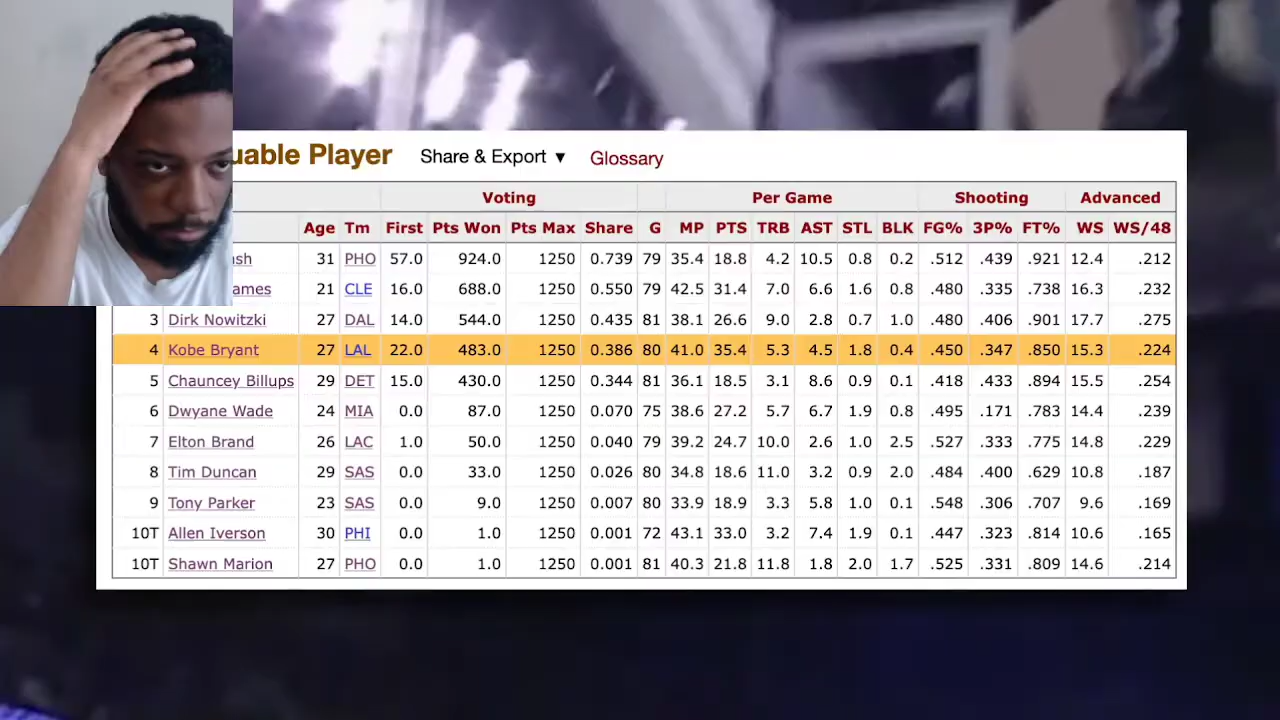 uable Player Share & Export ▼ Glossary
Voting Per Game Shooting Advanced
Age Tm First Pts Won Pts Max Share G MP PTS TRB AST STL BLK FG% 3P% FT% WS WS/48
sh 31 PHO 57.0 924.0 1250 0.739 79 35.4 18.8 4.2 10.5 0.8 0.2 .512 .439 .921 12.4 .212
ames 21 CLE 16.0 688.0 1250 0.550 79 42.5 31.4 7.0 6.6 1.6 0.8 .480 .335 .738 16.3 .232
3 Dirk Nowitzki 27 DAL 14.0 544.0 1250 0.435 81 38.1 26.6 9.0 2.8 0.7 1.0 .480 .406 .901 17.7 .275
4 Kobe Bryant 27 LAL 22.0 483.0 1250 0.386 80 41.0 35.4 5.3 4.5 1.8 0.4 .450 .347 .850 15.3 .224
5 Chauncey Billups 29 DET 15.0 430.0 1250 0.344 81 36.1 18.5 3.1 8.6 0.9 0.1 .418 .433 .894 15.5 .254
6 Dwyane Wade 24 MIA 0.0 87.0 1250 0.070 75 38.6 27.2 5.7 6.7 1.9 0.8 .495 .171 .783 14.4 .239
7 Elton Brand 26 LAC 1.0 50.0 1250 0.040 79 39.2 24.7 10.0 2.6 1.0 2.5 .527 .333 .775 14.8 .229
8 Tim Duncan 29 SAS 0.0 33.0 1250 0.026 80 34.8 18.6 11.0 3.2 0.9 2.0 .484 .400 .629 10.8 .187
9 Tony Parker 23 SAS 0.0 9.0 1250 0.007 80 33.9 18.9 3.3 5.8 1.0 0.1 .548 .306 .707 9.6 .169
10T Allen Iverson 30 PHI 0.0 1.0 1250 0.001 72 43.1 33.0 3.2 7.4 1.9 0.1 .447 .323 .814 10.6 .165
10T Shawn Marion 27 PHO 0.0 1.0 1250 0.001 81 40.3 21.8 11.8 1.8 2.0 1.7 .525 .331 .809 14.6 .214